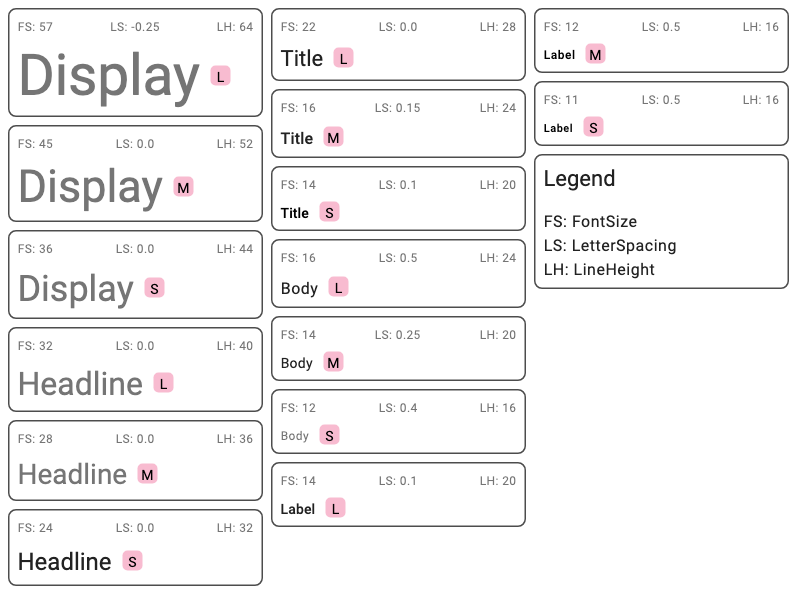 FS: 57 LS: -0.25 LH: 64
Display L
FS: 45 LS: 0.0 LH: 52
Display M
FS: 36 LS: 0.0 LH: 44
Display S
FS: 32 LS: 0.0 LH: 40
Headline L
FS: 28 LS: 0.0 LH: 36
Headline M
FS: 24 LS: 0.0 LH: 32
Headline S
FS: 22 LS: 0.0 LH: 28
Title L
FS: 16 LS: 0.15 LH: 24
Title M
FS: 14 LS: 0.1 LH: 20
Title S
FS: 16 LS: 0.5 LH: 24
Body L
FS: 14 LS: 0.25 LH: 20
Body M
FS: 12 LS: 0.4 LH: 16
Body S
FS: 14 LS: 0.1 LH: 20
Label L
FS: 12 LS: 0.5 LH: 16
Label M
FS: 11 LS: 0.5 LH: 16
Label S
Legend
FS: FontSize
LS: LetterSpacing
LH: LineHeight